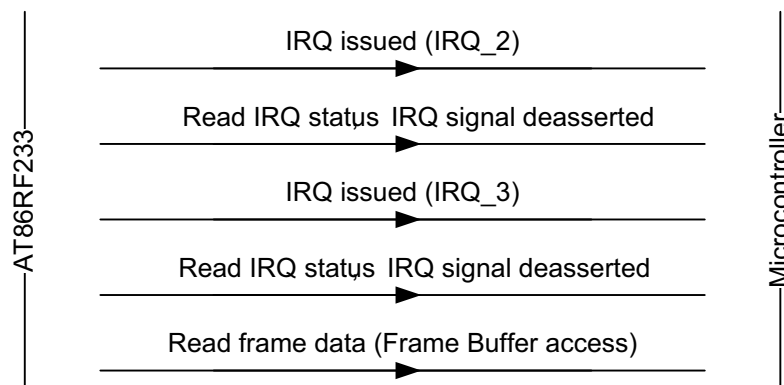 IRQ issued (IRQ_2)
Read IRQ status, IRQ signal deasserted
IRQ issued (IRQ_3)
Read IRQ status, IRQ signal deasserted
Read frame data (Frame Buffer access)
AT86RF233
Microcontroller